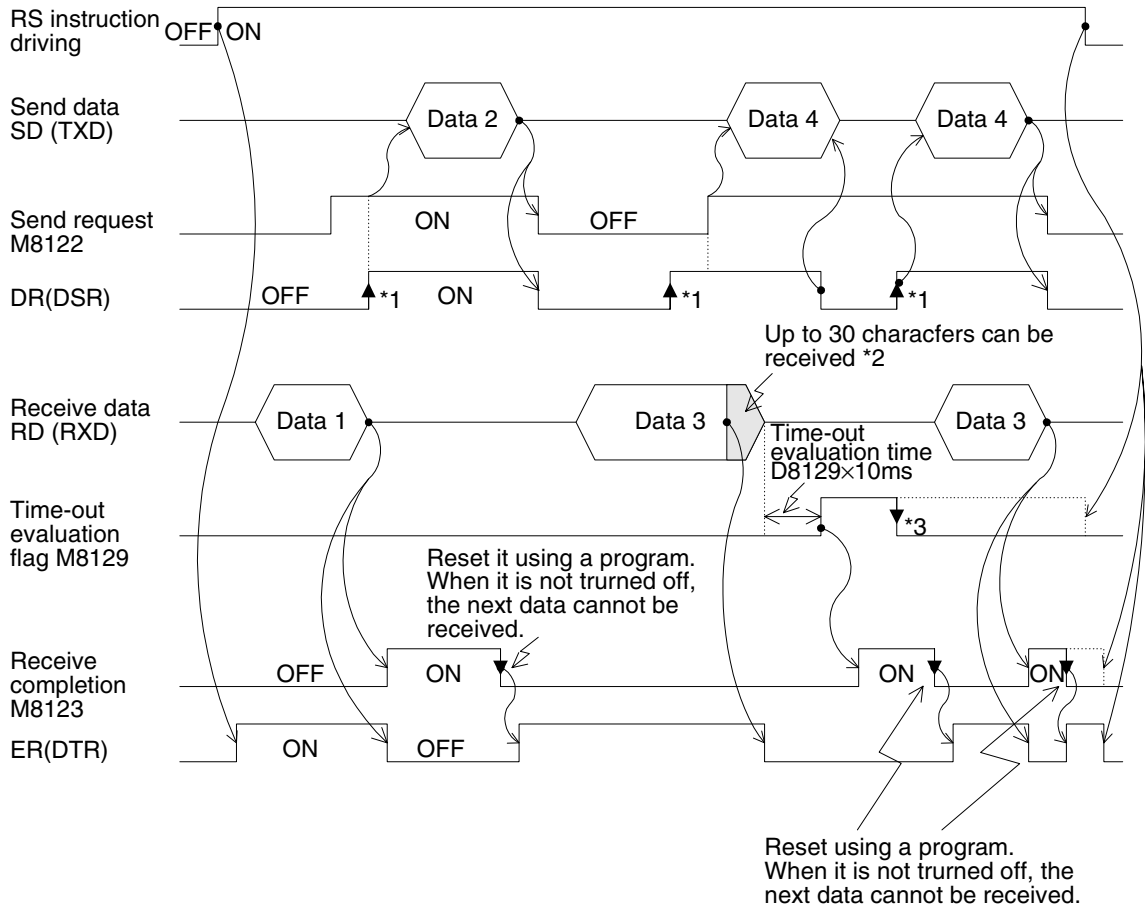 RS instruction
driving
OFF
ON
Send data
SD (TXD)
Data 2
Data 4
Data 4
Send request
M8122
ON
OFF
DR(DSR)
OFF
*1
ON
*1
*1
Up to 30 characfers can be
received *2
Receive data
RD (RXD)
Data 1
Data 3
Data 3
Time-out
evaluation time
D8129×10ms
Time-out
evaluation
flag M8129
*3
Reset it using a program.
When it is not trurned off,
the next data cannot be
received.
Receive
completion
M8123
OFF
ON
ON
ON
ER(DTR)
ON
OFF
Reset using a program.
When it is not trurned off, the
next data cannot be received.